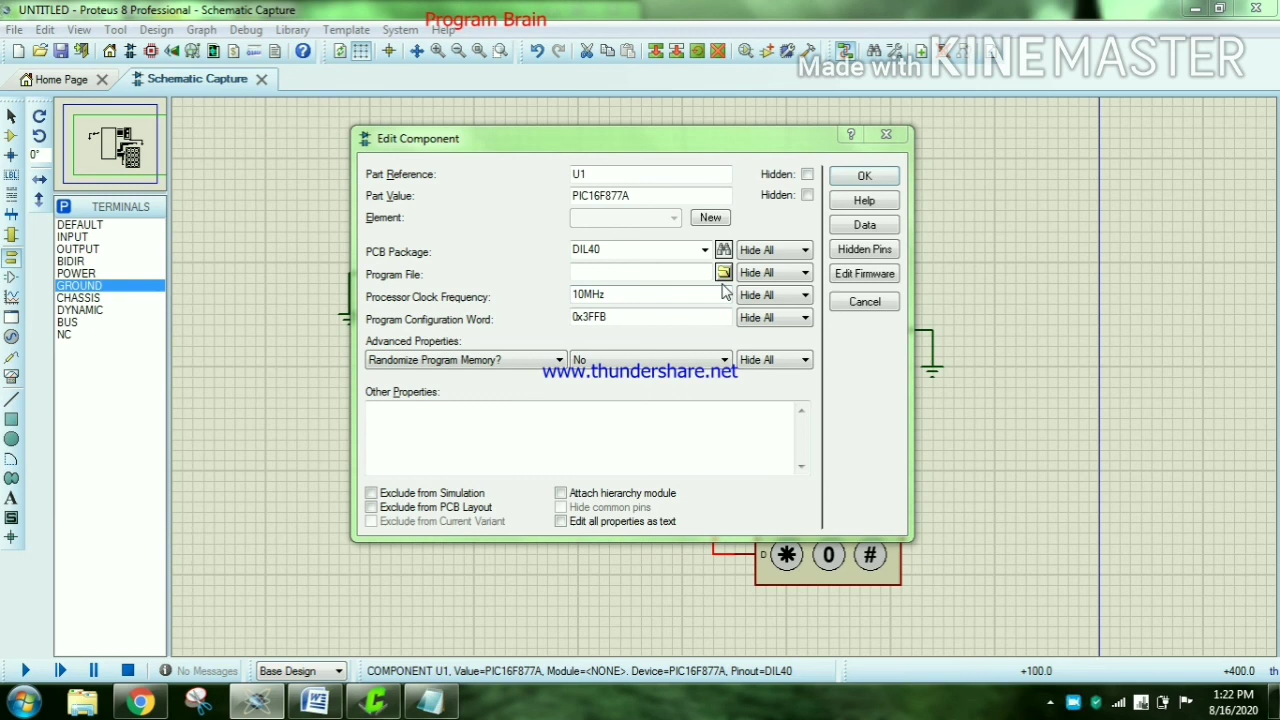 UNTITLED - Proteus 8 Professional - Schematic Capture
Program Brain
File Edit View Tool Design Graph Debug Library Template System Help
Made with KINEMASTER
Home Page
Schematic Capture
0°
LBL
P TERMINALS
DEFAULT
INPUT
OUTPUT
BIDIR
POWER
GROUND
CHASSIS
DYNAMIC
BUS
NC
A
S
Edit Component
Part Reference: U1 Hidden: OK
Part Value: PIC16F877A Hidden: Help
Element: New Data
PCB Package: DIL40 Hide All Hidden Pins
Program File: Hide All Edit Firmware
Processor Clock Frequency: 10MHz Hide All Cancel
Program Configuration Word: 0x3FFB Hide All
Advanced Properties:
Randomize Program Memory? No Hide All
www.thundershare.net
Other Properties:
Exclude from Simulation Attach hierarchy module
Exclude from PCB Layout Hide common pins
Exclude from Current Variant Edit all properties as text
D * 0 #
No Messages Base Design COMPONENT U1, Value=PIC16F877A, Module=<NONE>. Device=PIC16F877A, Pinout=DIL40 +100.0 +400.0 th
1:22 PM
8/16/2020